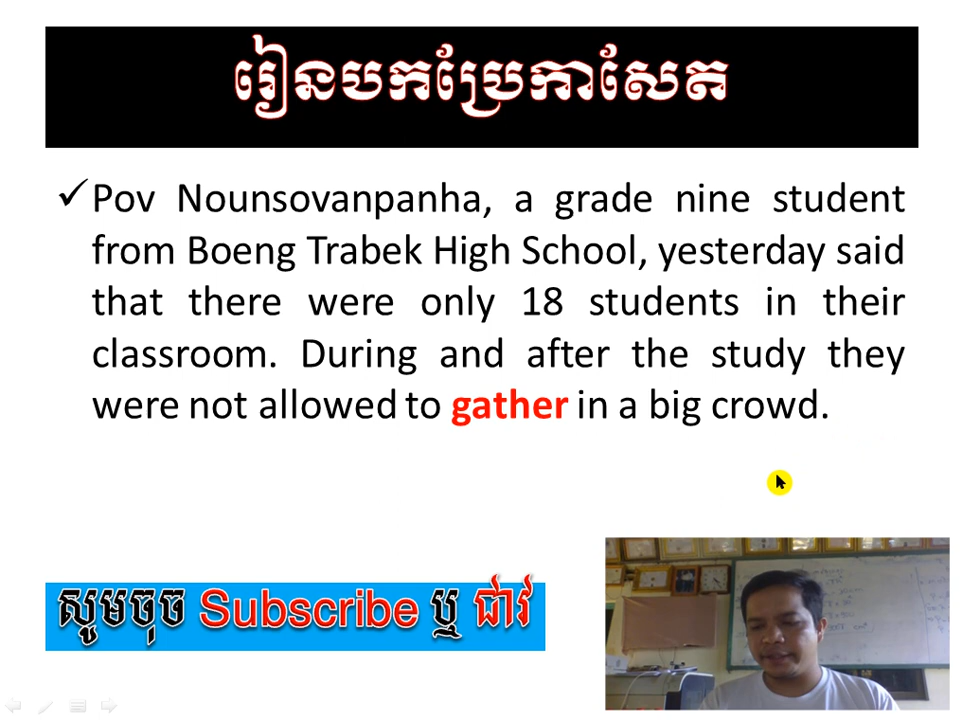 រៀនបកប្រែកាសែត
Pov Nounsovanpanha, a grade nine student
from Boeng Trabek High School, yesterday said
that there were only 18 students in their
classroom. During and after the study they
were not allowed to gather in a big crowd.
សូមចុច Subscribe ឬ ជាវ